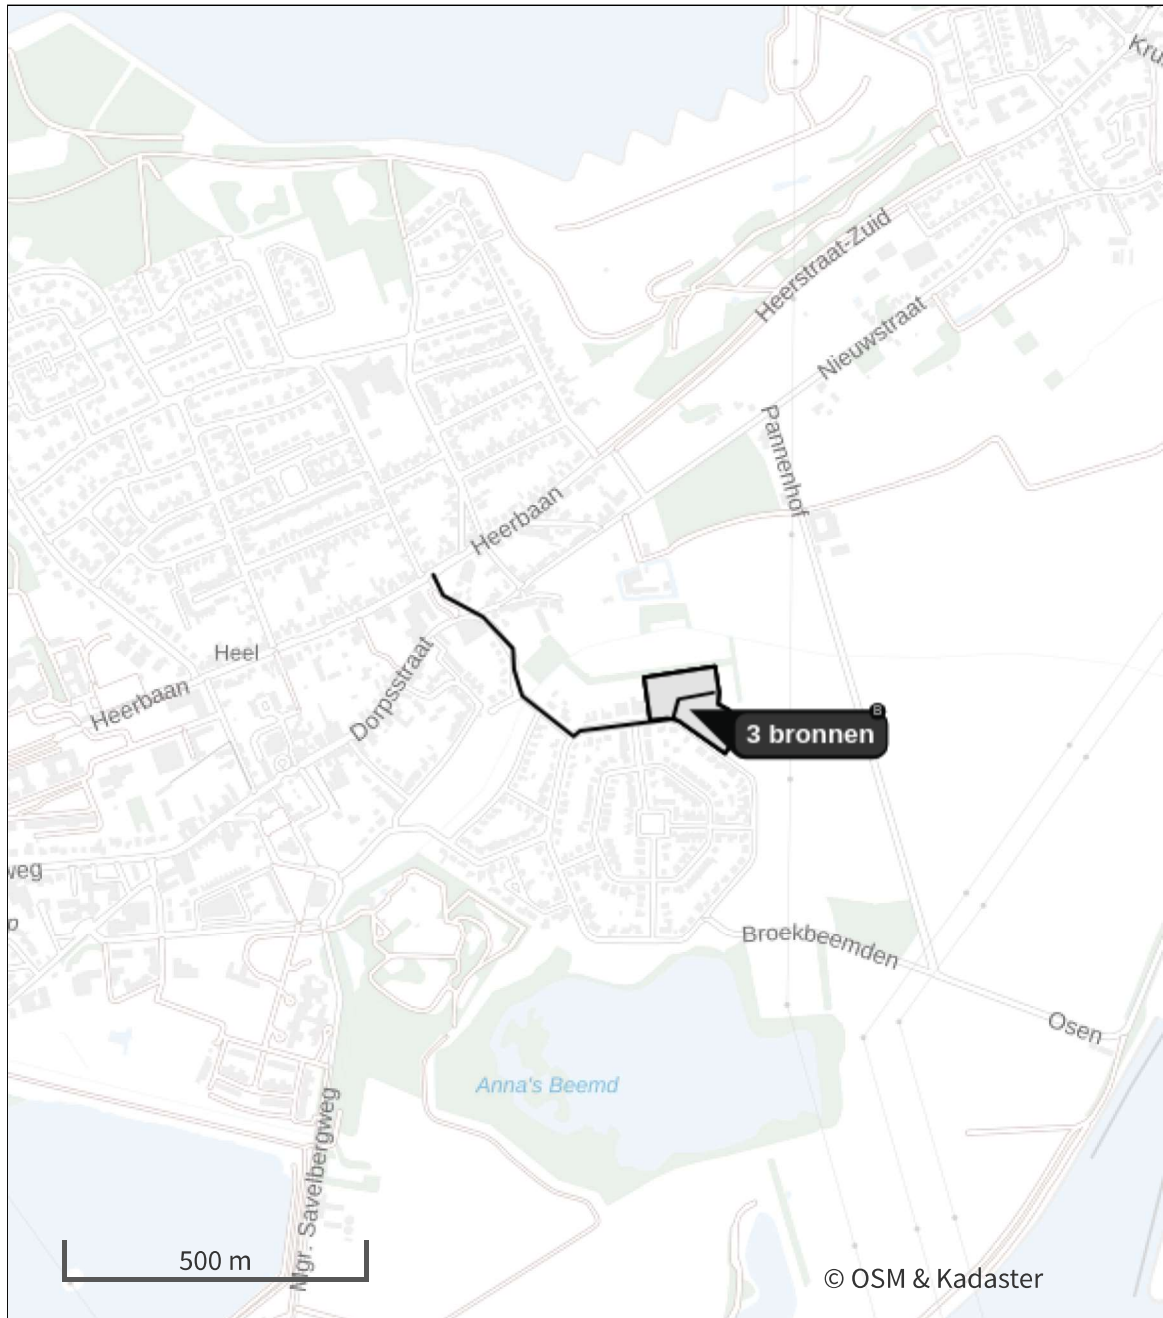 Heerstraat-Zuid
Nieuwstraat
Pannenhof
Heerbaan
Heel
Dorpsstraat
Heerbaan
B
3 bronnen
weg
Broekbeemden
Osen
Anna's Beemd
Mgr. Savelbergweg
500 m
© OSM & Kadaster